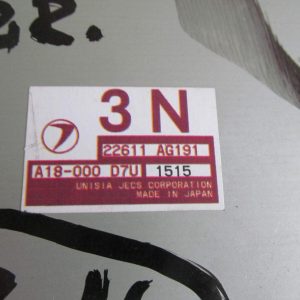 3 N
22611 AG191
A18-000 D7U 1515
UNISIA JECS CORPORATION
MADE IN JAPAN